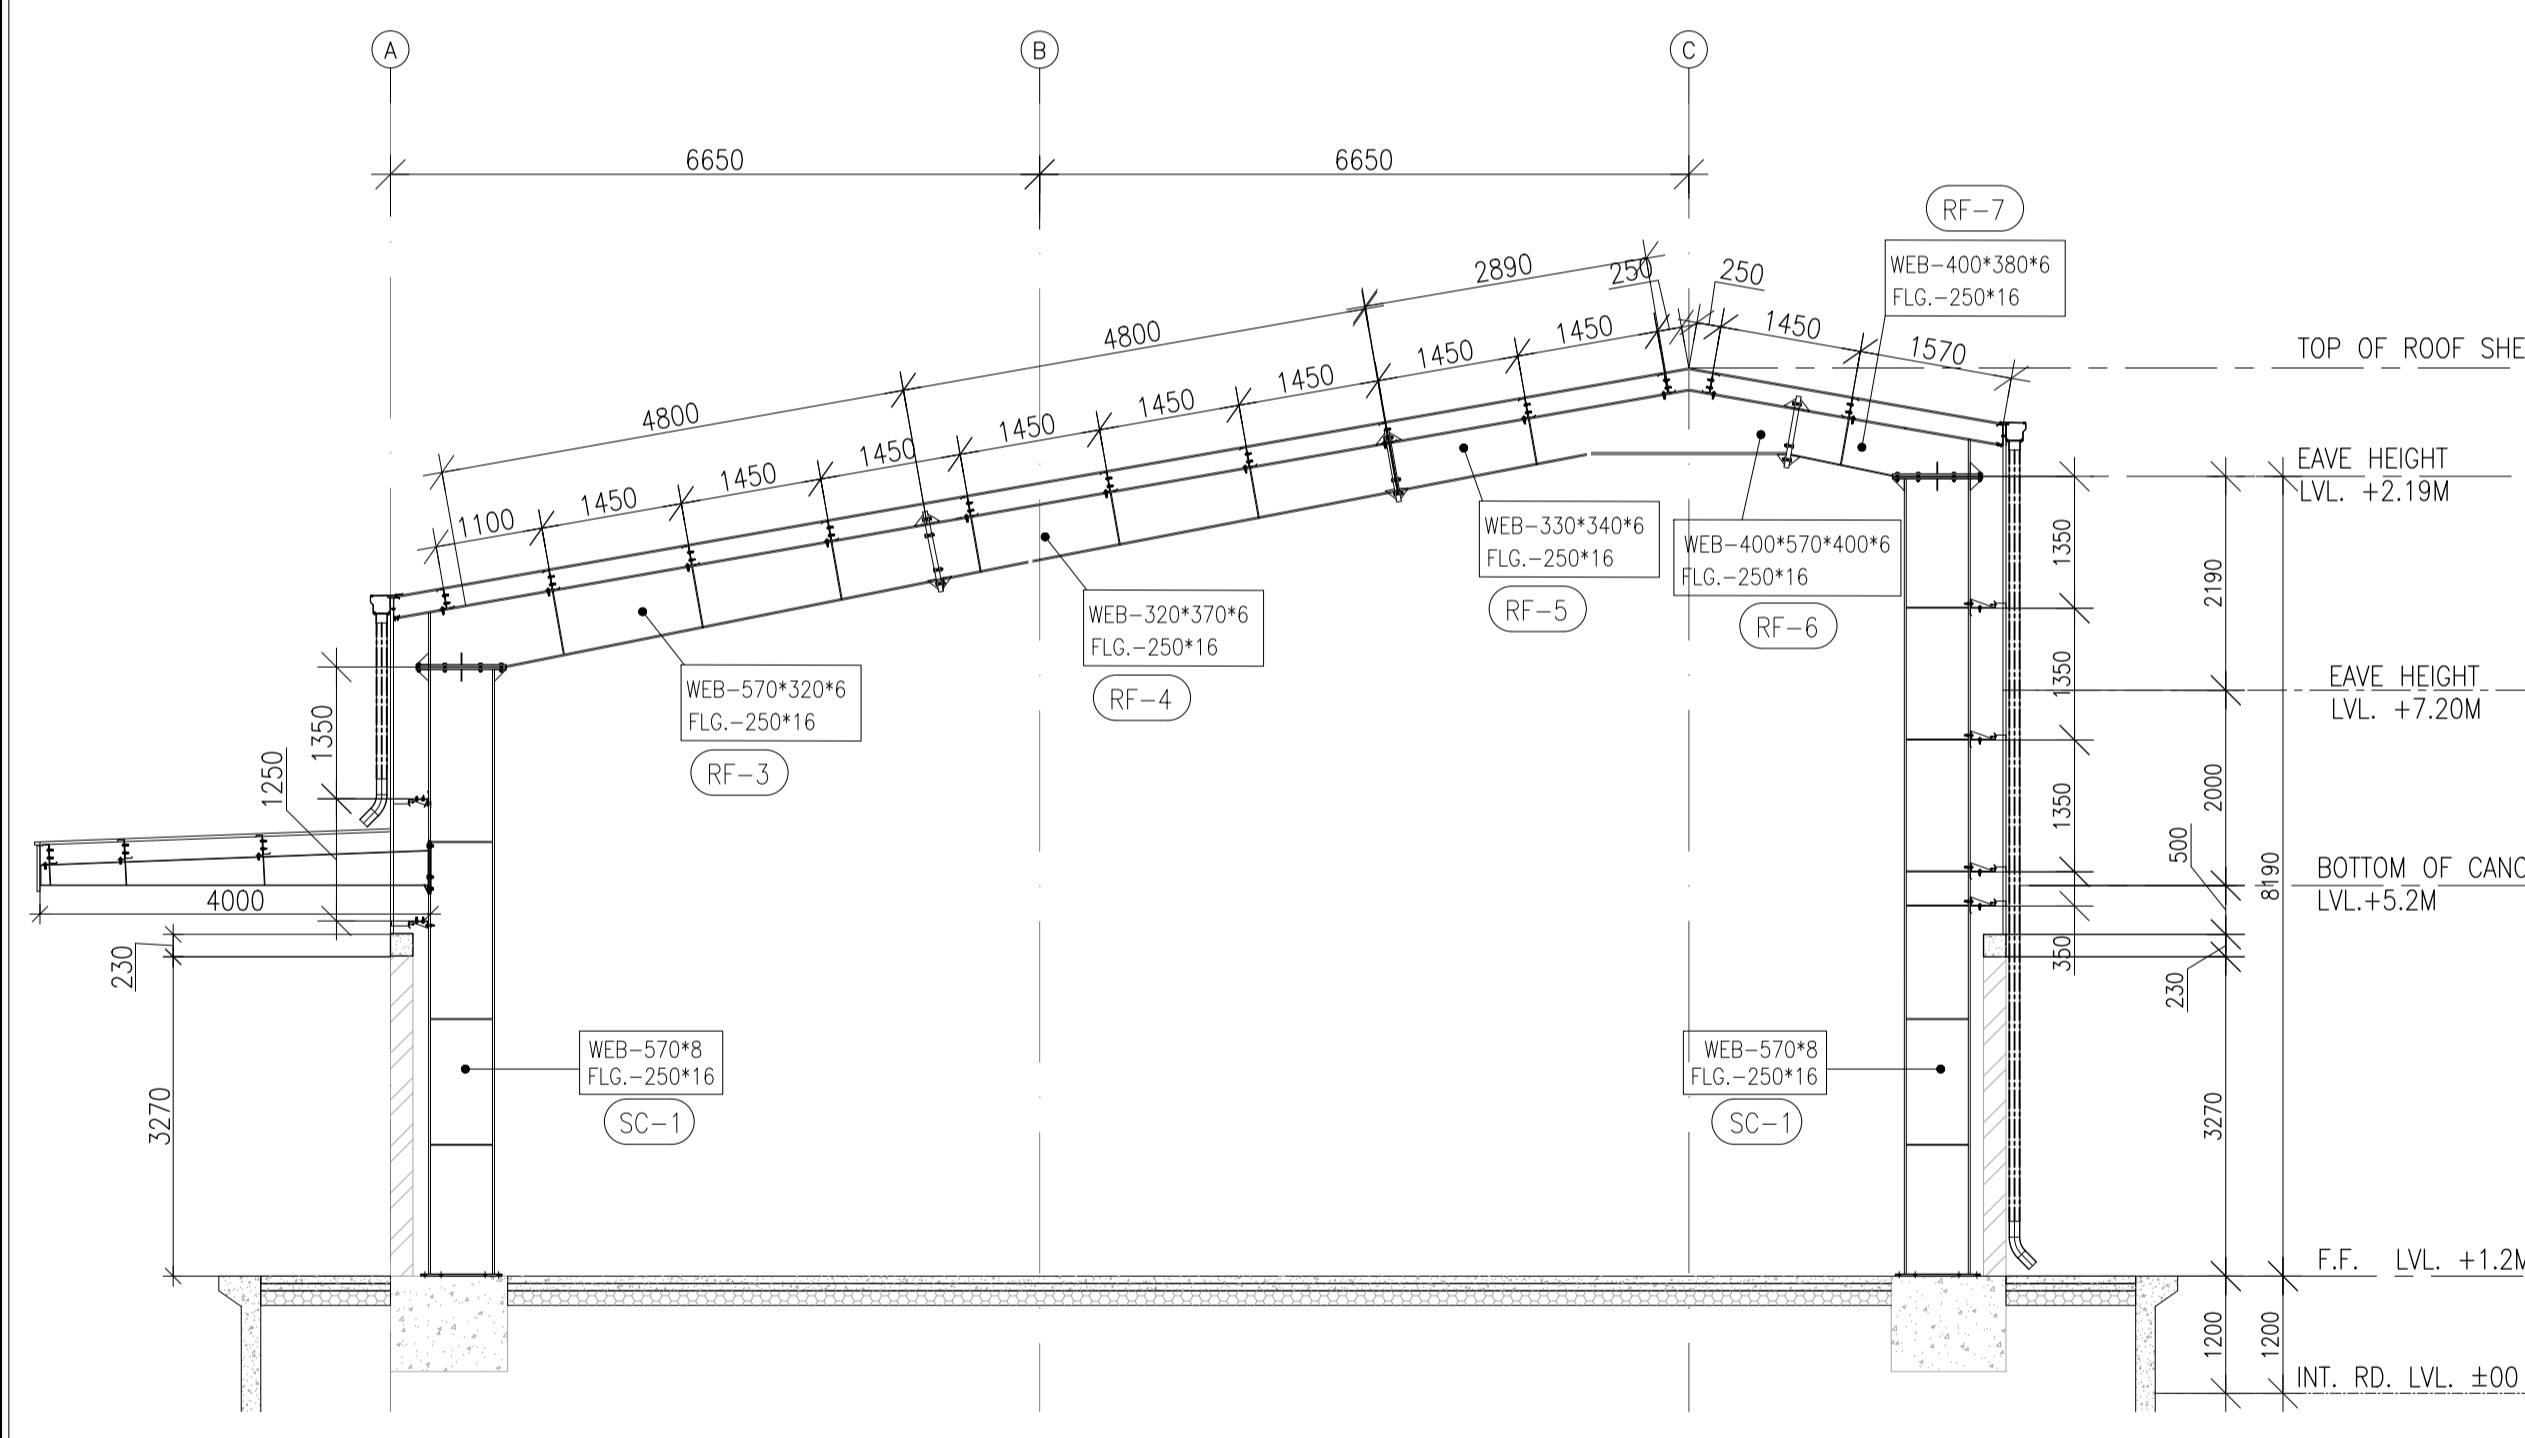 A
B
C
6650
6650
RF-7
WEB-400*380*6
FLG.-250*16
2890
250
250
4800
1450
1450
1570
4800
1450
1450
1450
1450
1450
1450
1450
1100
TOP OF ROOF SHE
EAVE HEIGHT
LVL. +2.19M
WEB-330*340*6
FLG.-250*16
RF-5
WEB-400*570*400*6
FLG.-250*16
RF-6
WEB-320*370*6
FLG.-250*16
RF-4
WEB-570*320*6
FLG.-250*16
RF-3
EAVE HEIGHT
LVL. +7.20M
1350
1250
4000
230
3270
1350
1350
1350
350
2190
2000
500
8190
230
3270
1200
1200
BOTTOM OF CANO
LVL.+5.2M
WEB-570*8
FLG.-250*16
SC-1
WEB-570*8
FLG.-250*16
SC-1
F.F. LVL. +1.2M
INT. RD. LVL. ±00